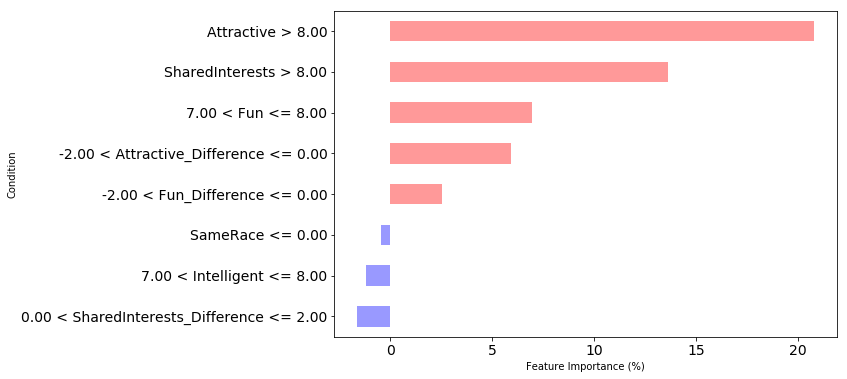 Attractive > 8.00
SharedInterests > 8.00
7.00 < Fun <= 8.00
-2.00 < Attractive_Difference <= 0.00
-2.00 < Fun_Difference <= 0.00
SameRace <= 0.00
7.00 < Intelligent <= 8.00
0.00 < SharedInterests_Difference <= 2.00
Condition
0 5 10 15 20
Feature Importance (%)